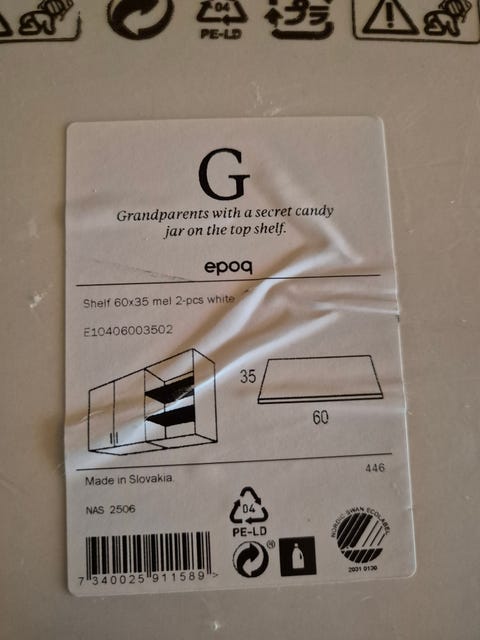 04
PE-LD
プラ
G
Grandparents with a secret candy
jar on the top shelf.
epoq
Shelf 60x35 mel 2-pcs white
E10406003502
35
60
446
Made in Slovakia.
NAS 2506
04
PE-LD
®
NORDIC SWAN ECOLABEL
2031 0130
7 340025 911589 >